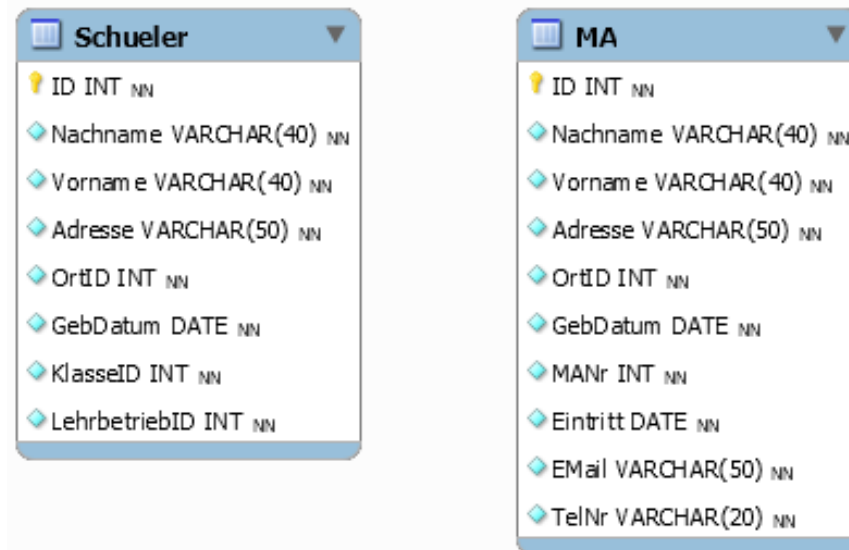 Schueler
ID INT NN
Nachname VARCHAR(40) NN
Vorname VARCHAR(40) NN
Adresse VARCHAR(50) NN
OrtID INT NN
GebDatum DATE NN
KlasseID INT NN
LehrbetriebID INT NN
MA
ID INT NN
Nachname VARCHAR(40) NN
Vorname VARCHAR(40) NN
Adresse VARCHAR(50) NN
OrtID INT NN
GebDatum DATE NN
MANr INT NN
Eintritt DATE NN
EMail VARCHAR(50) NN
TelNr VARCHAR(20) NN